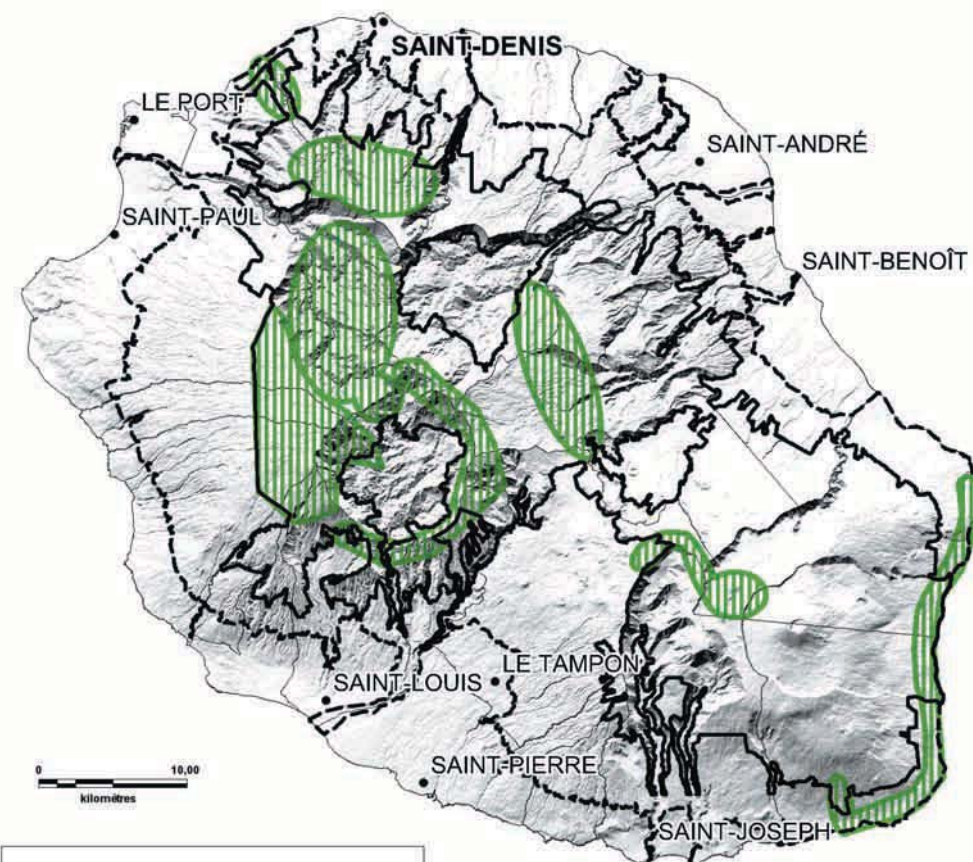 SAINT-DENIS
LE PORT
SAINT-ANDRÉ
SAINT-PAUL
SAINT-BENOÎT
LE TAMPON
SAINT-LOUIS
0 10,00
kilométres
SAINT-PIERRE
SAINT-JOSEPH